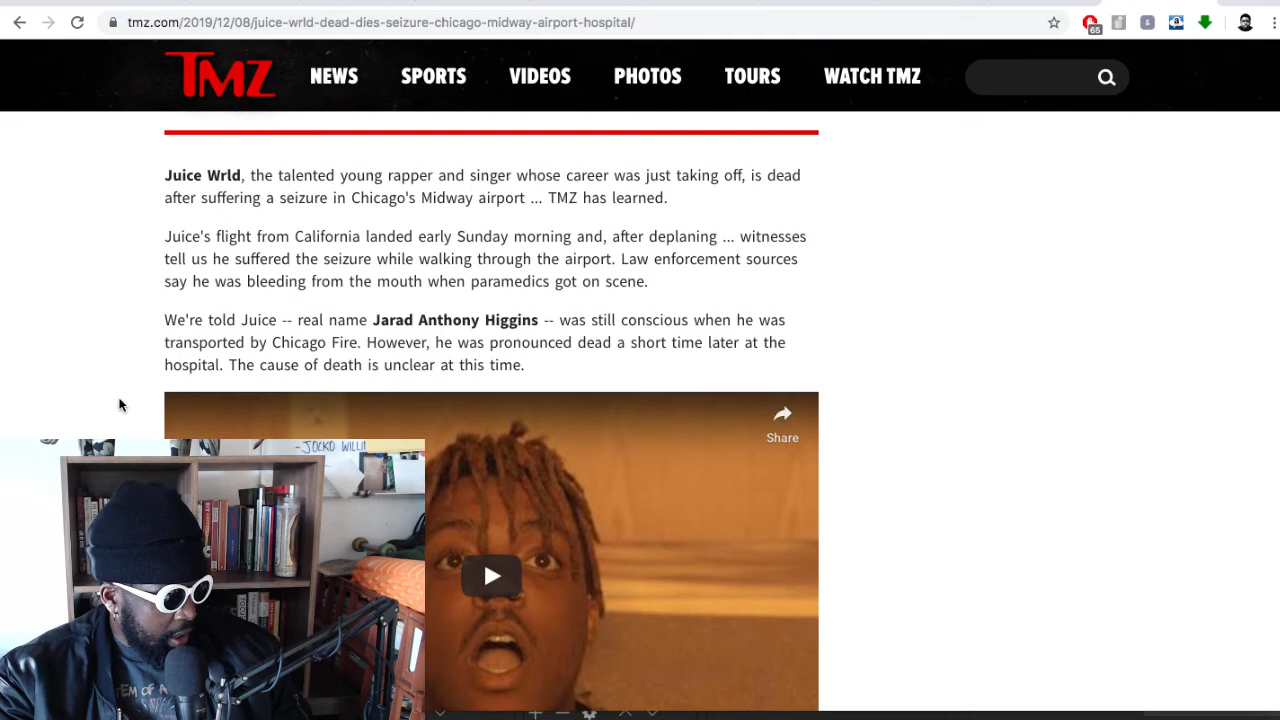 tmz.com/2019/12/08/juice-wrld-dead-dies-seizure-chicago-midway-airport-hospital/
65
TMZ NEWS SPORTS VIDEOS PHOTOS TOURS WATCH TMZ
Juice Wrld, the talented young rapper and singer whose career was just taking off, is dead
after suffering a seizure in Chicago's Midway airport ... TMZ has learned.
Juice's flight from California landed early Sunday morning and, after deplaning ... witnesses
tell us he suffered the seizure while walking through the airport. Law enforcement sources
say he was bleeding from the mouth when paramedics got on scene.
We're told Juice -- real name Jarad Anthony Higgins -- was still conscious when he was
transported by Chicago Fire. However, he was pronounced dead a short time later at the
hospital. The cause of death is unclear at this time.
Share
- JOCKO